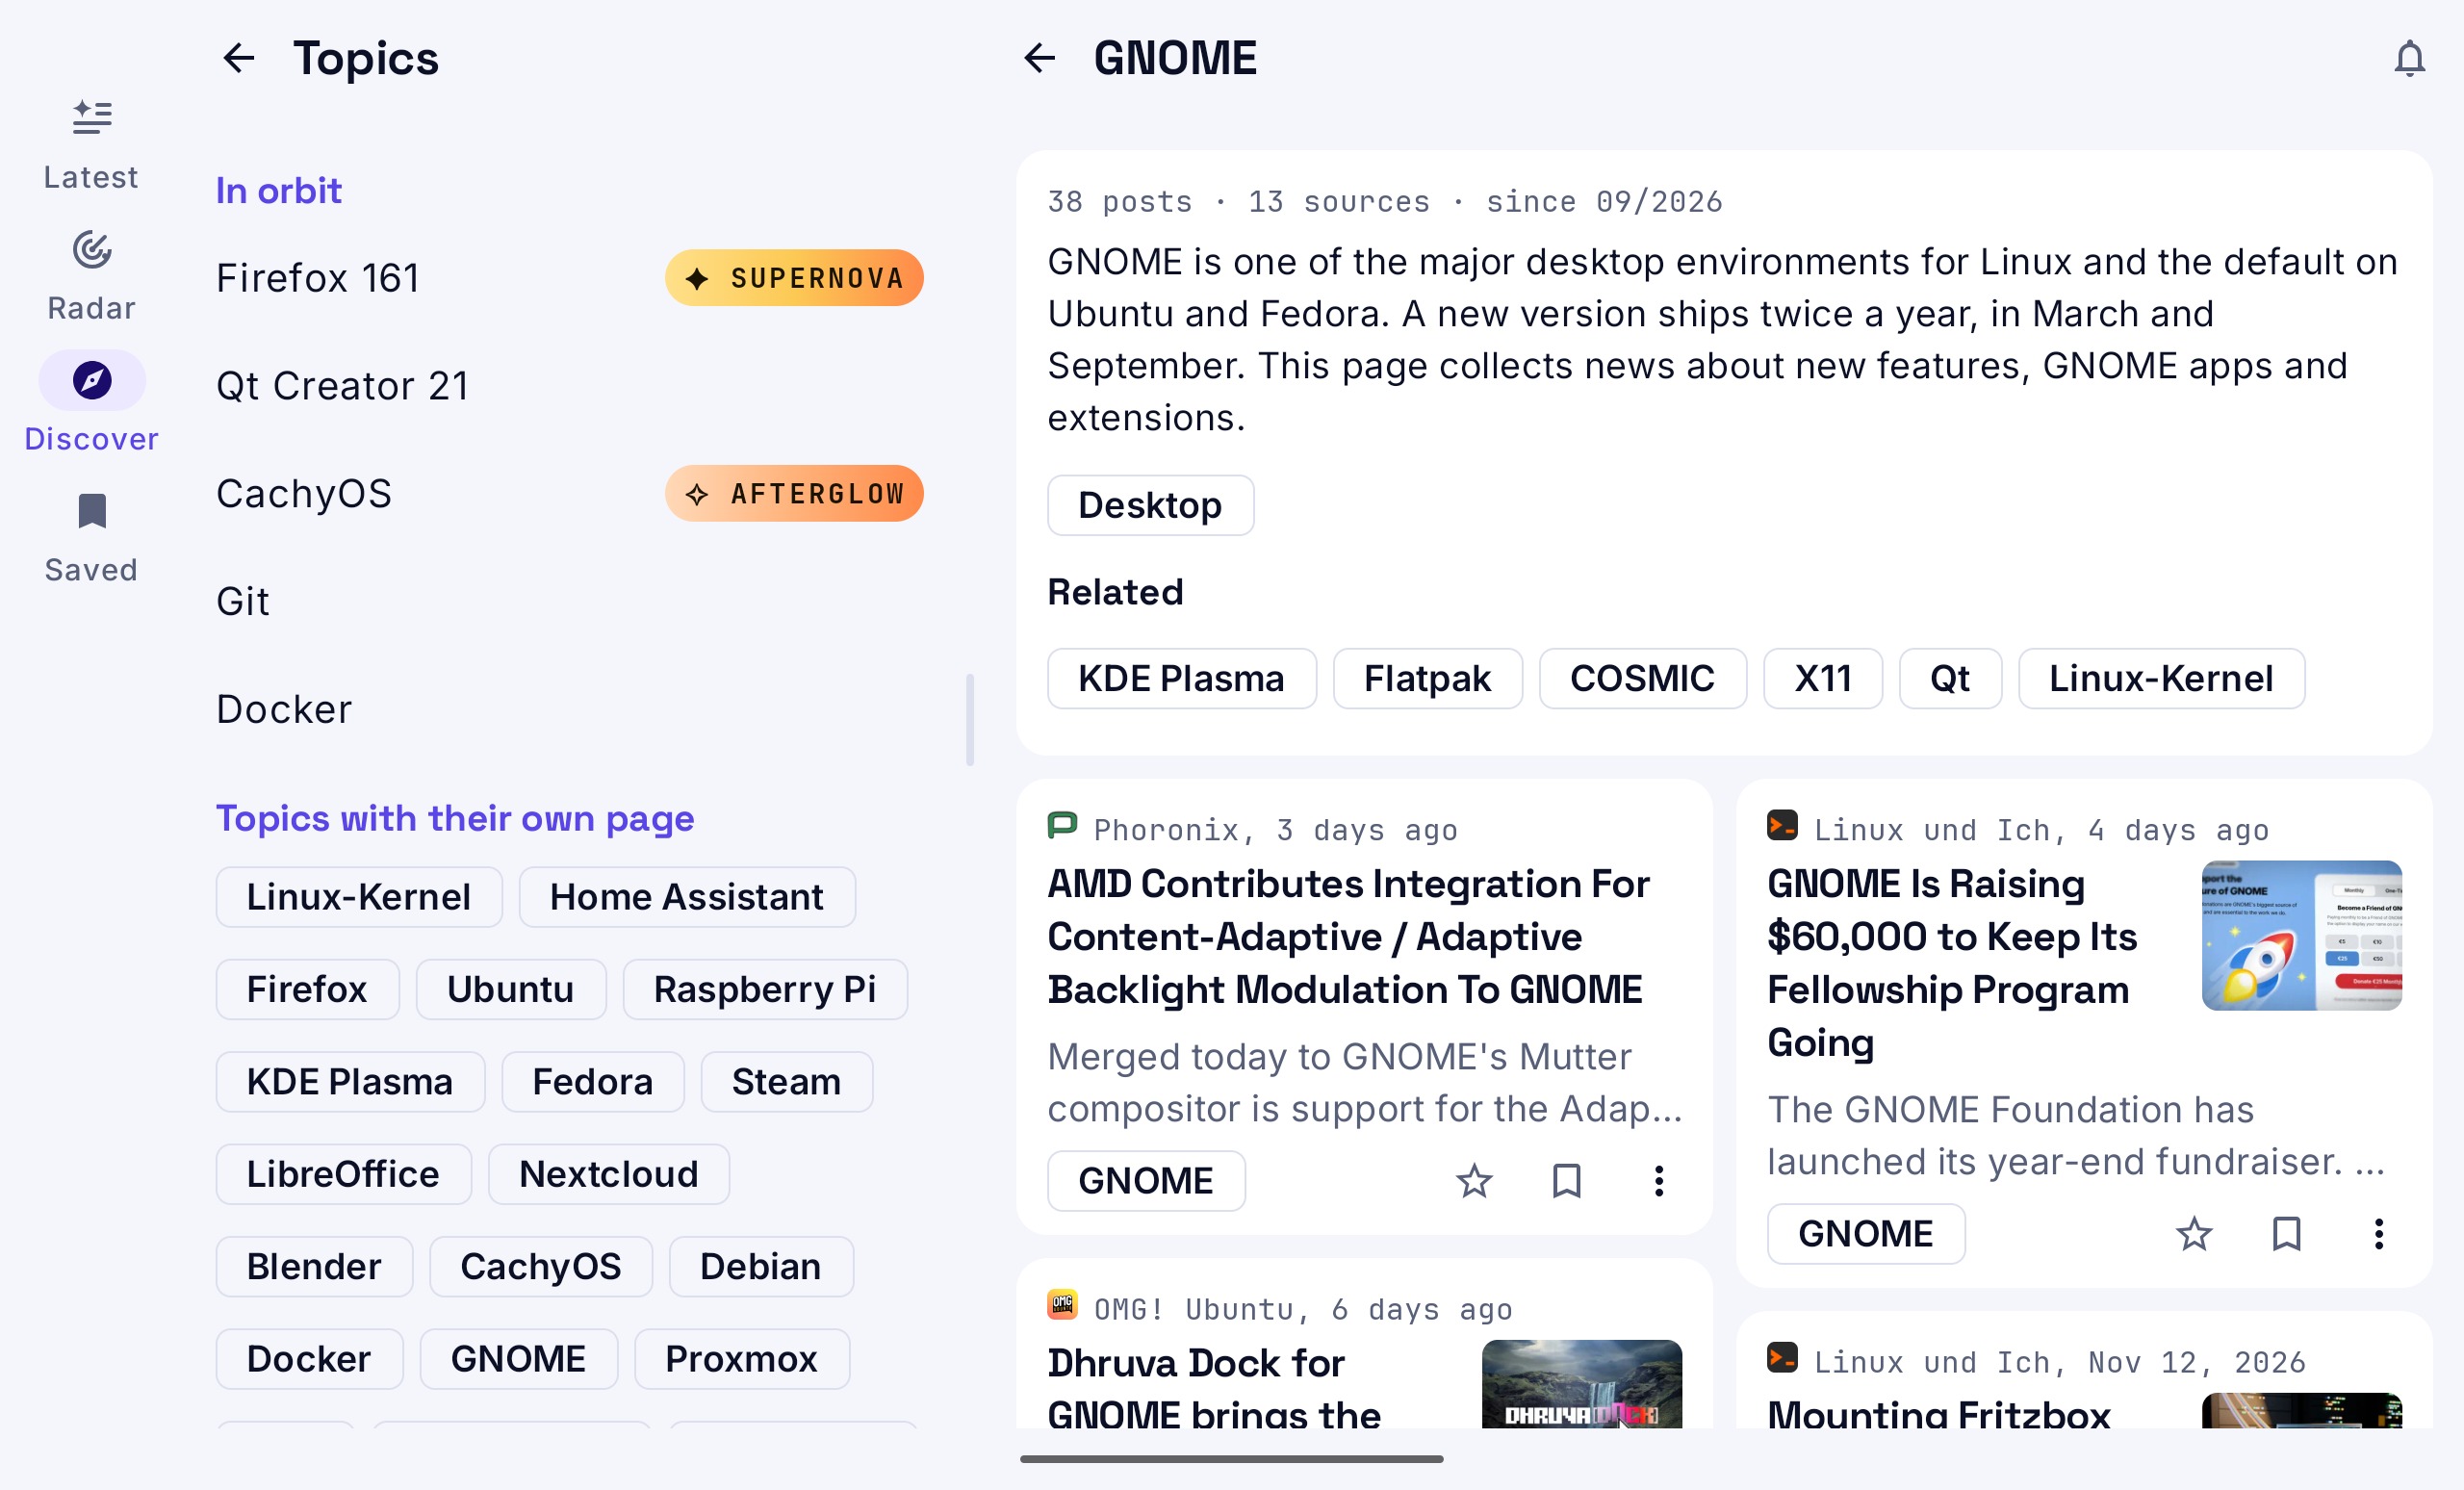 Topics
Latest
Radar
Discover
Saved
In orbit
Firefox 161
SUPERNOVA
Qt Creator 21
CachyOS
AFTERGLOW
Git
Docker
Topics with their own page
Linux-Kernel
Home Assistant
Firefox
Ubuntu
Raspberry Pi
KDE Plasma
Fedora
Steam
LibreOffice
Nextcloud
Blender
CachyOS
Debian
Docker
GNOME
Proxmox
GNOME
38 posts · 13 sources · since 09/2026
GNOME is one of the major desktop environments for Linux and the default on
Ubuntu and Fedora. A new version ships twice a year, in March and
September. This page collects news about new features, GNOME apps and
extensions.
Desktop
Related
KDE Plasma
Flatpak
COSMIC
X11
Qt
Linux-Kernel
Phoronix, 3 days ago
AMD Contributes Integration For
Content-Adaptive / Adaptive
Backlight Modulation To GNOME
Merged today to GNOME's Mutter
compositor is support for the Adap...
GNOME
Linux und Ich, 4 days ago
GNOME Is Raising
$60,000 to Keep Its
Fellowship Program
Going
The GNOME Foundation has
launched its year-end fundraiser. ...
GNOME
ure of GNOME
Monthly
OMG! Ubuntu, 6 days ago
Dhruva Dock for
GNOME brings the
DHRUVA DOCK
Linux und Ich, Nov 12, 2026
Mounting Fritzbox